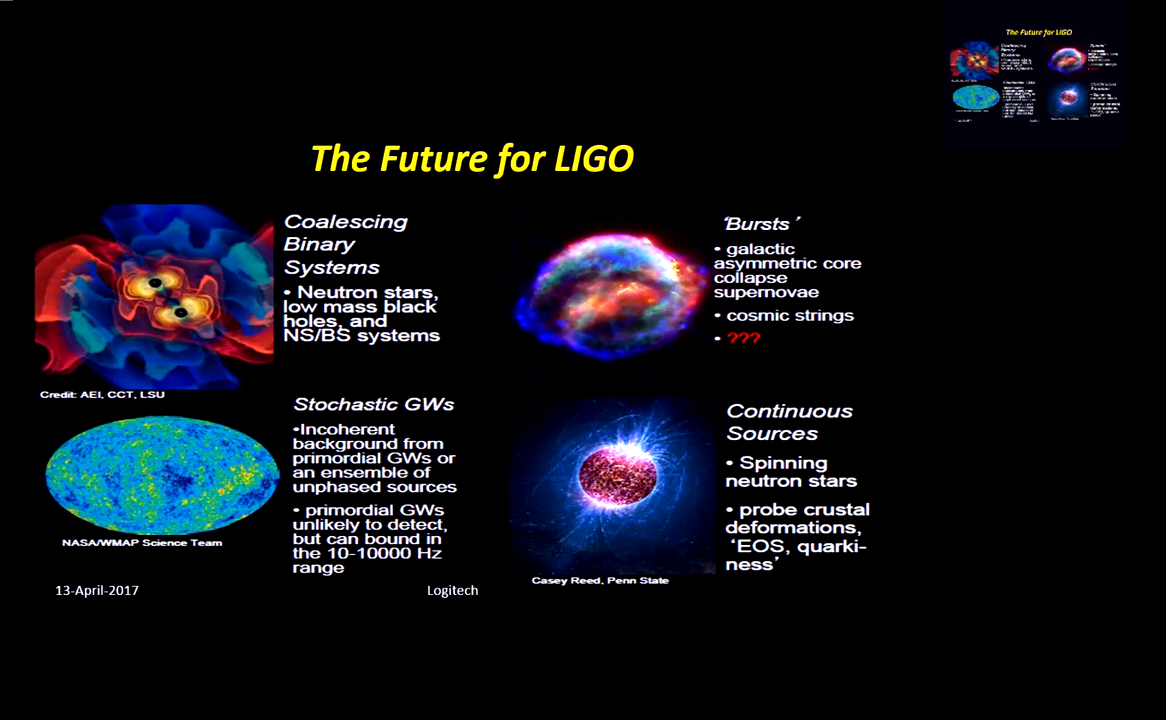 The Future for LIGO
Coalescing
Binary
Systems
• Neutron stars,
low mass black
holes, and
NS/BS systems
Credit: AEI, CCT, LSU
‘Bursts’
• galactic
asymmetric core
collapse
supernovae
• cosmic strings
• ???
Stochastic GWs
•Incoherent
background from
primordial GWs or
an ensemble of
unphased sources
• primordial GWs
unlikely to detect,
but can bound in
the 10-10000 Hz
range
NASA/WMAP Science Team
Continuous
Sources
• Spinning
neutron stars
• probe crustal
deformations,
‘EOS, quarki-
ness’
Casey Reed, Penn State
13-April-2017
Logitech
The Future for LIGO